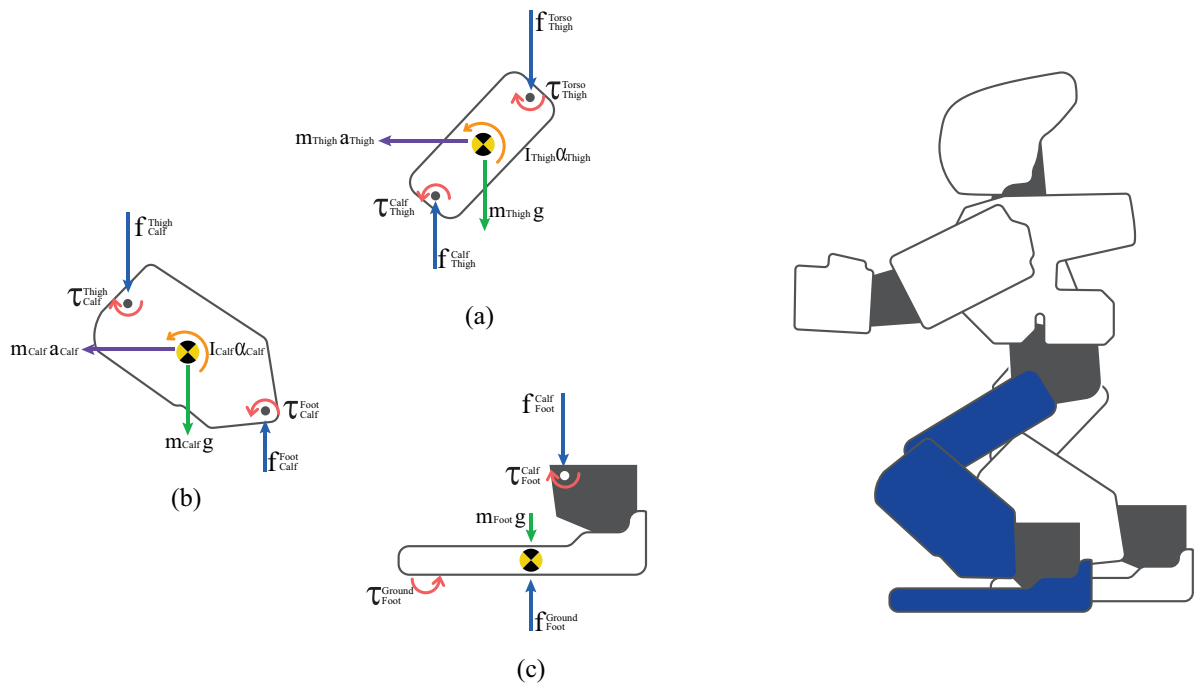 f Torso Thigh
τ Torso Thigh
m Thigh a Thigh
I Thigh α Thigh
τ Calf Thigh
m Thigh g
f Calf Thigh
(a)
f Thigh Calf
τ Thigh Calf
m Calf a Calf
I Calf α Calf
τ Foot Calf
m Calf g
f Foot Calf
(b)
f Calf Foot
τ Calf Foot
m Foot g
τ Ground Foot
f Ground Foot
(c)